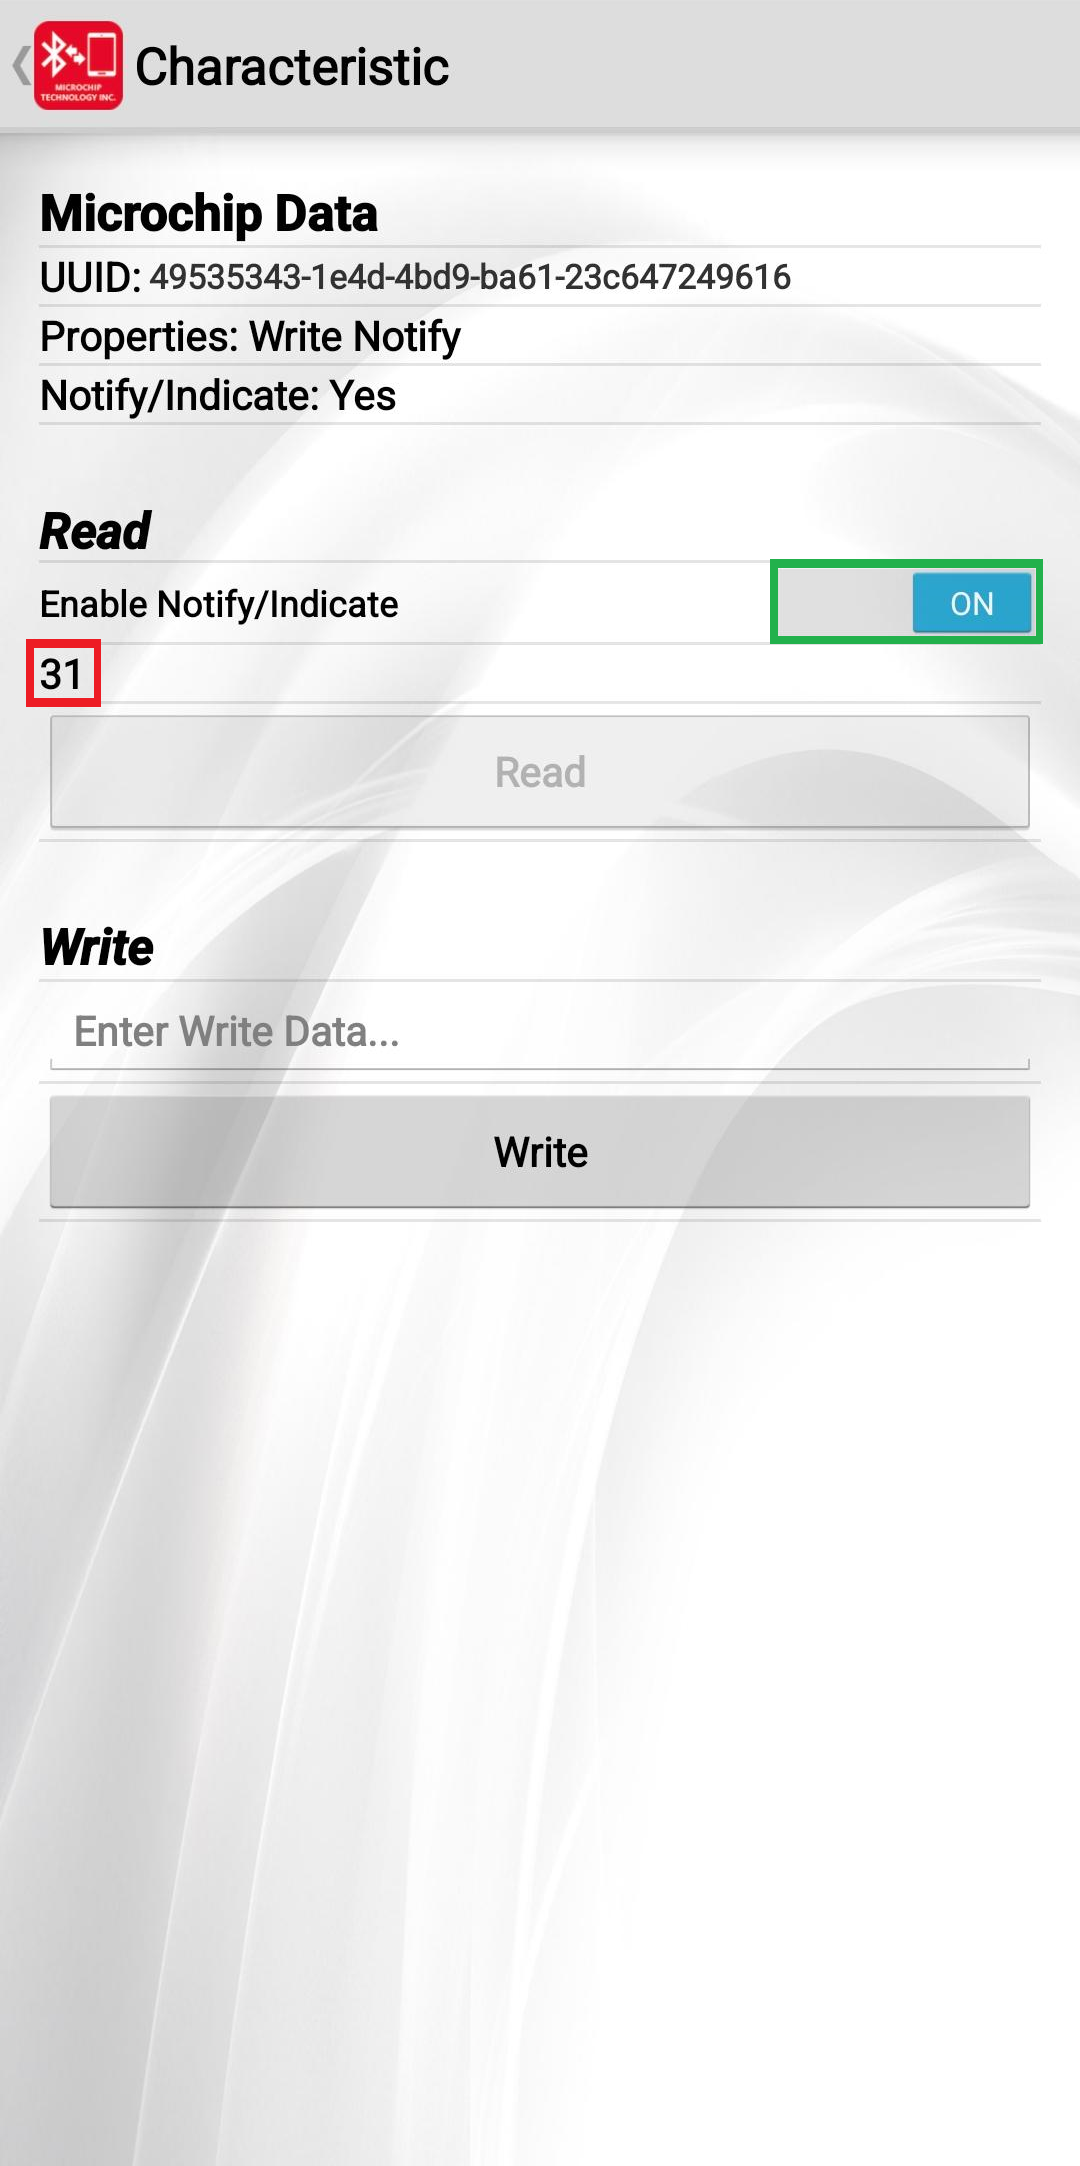 MICROCHIP
TECHNOLOGY INC.
Characteristic
Microchip Data
UUID: 49535343-1e4d-4bd9-ba61-23c647249616
Properties: Write Notify
Notify/Indicate: Yes
Read
Enable Notify/Indicate ON
31
Read
Write
Enter Write Data...
Write